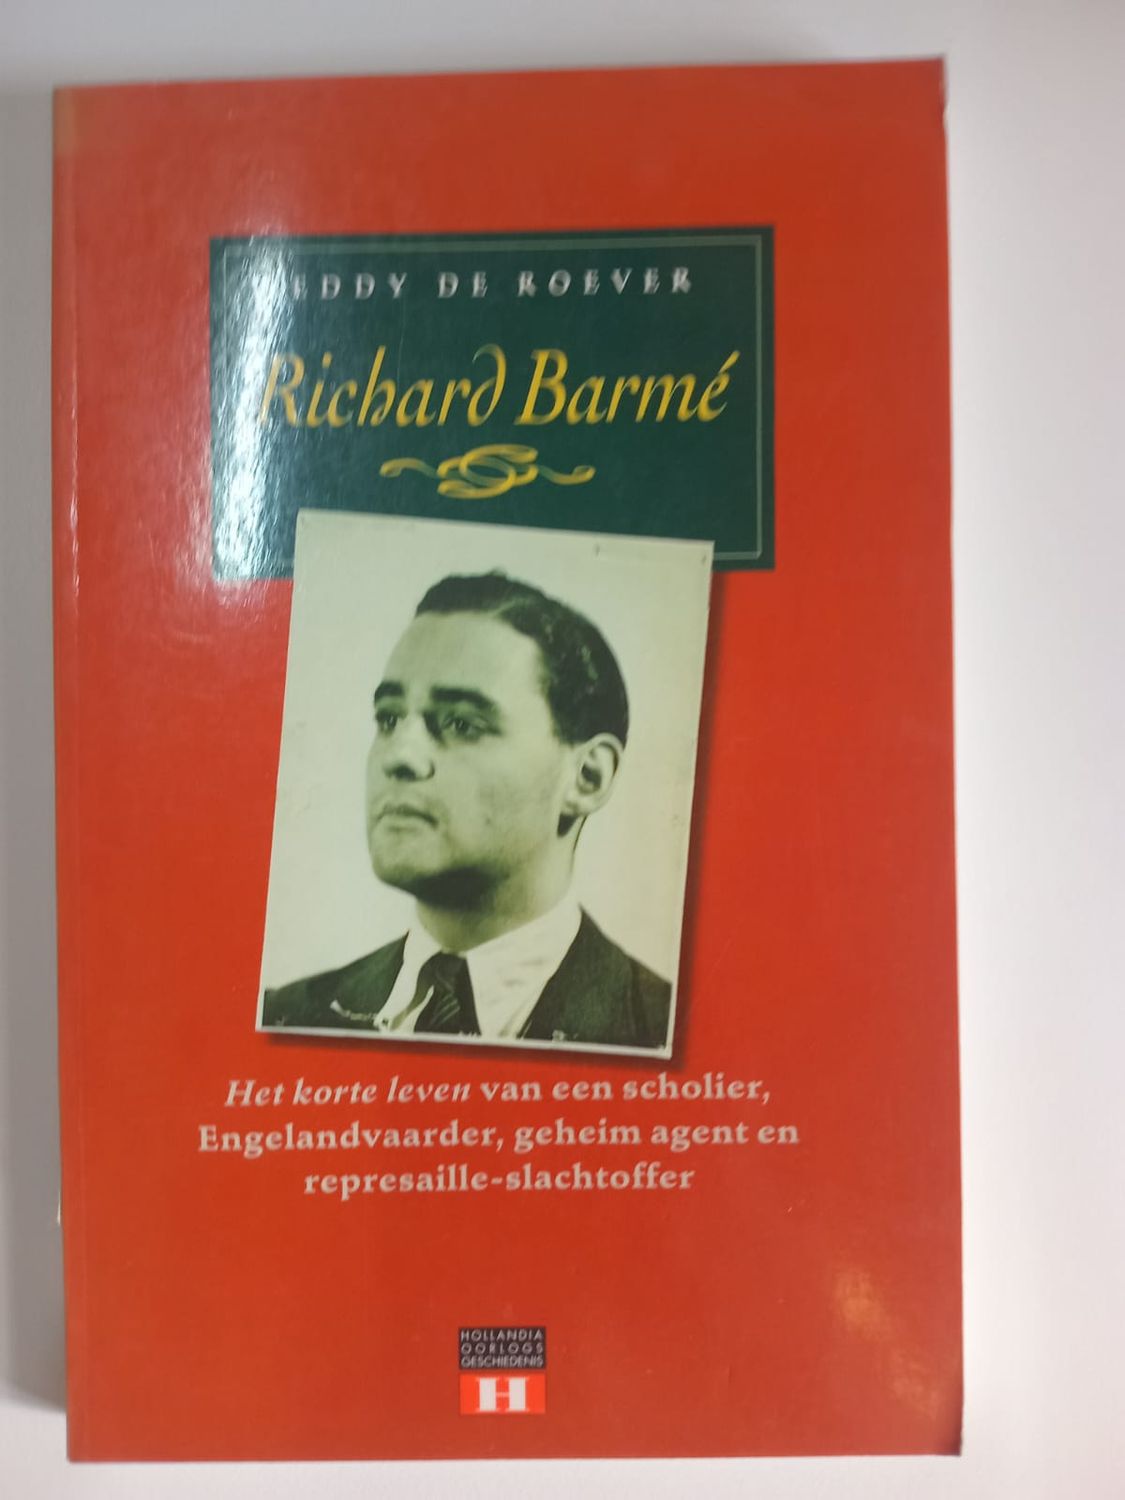 EDDY DE ROEVER
Richard Barmé
Het korte leven van een scholier,
Engelandvaarder, geheim agent en
represaille-slachtoffer
HOLLANDIA
OORLOGS
GESCHIEDENIS
H